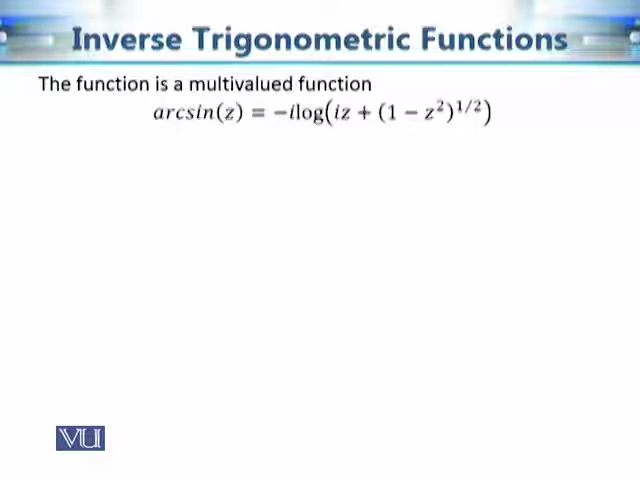 Inverse Trigonometric Functions
The function is a multivalued function
arcsin(z) = −ilog(iz + (1 − z²)^{1/2})
VU